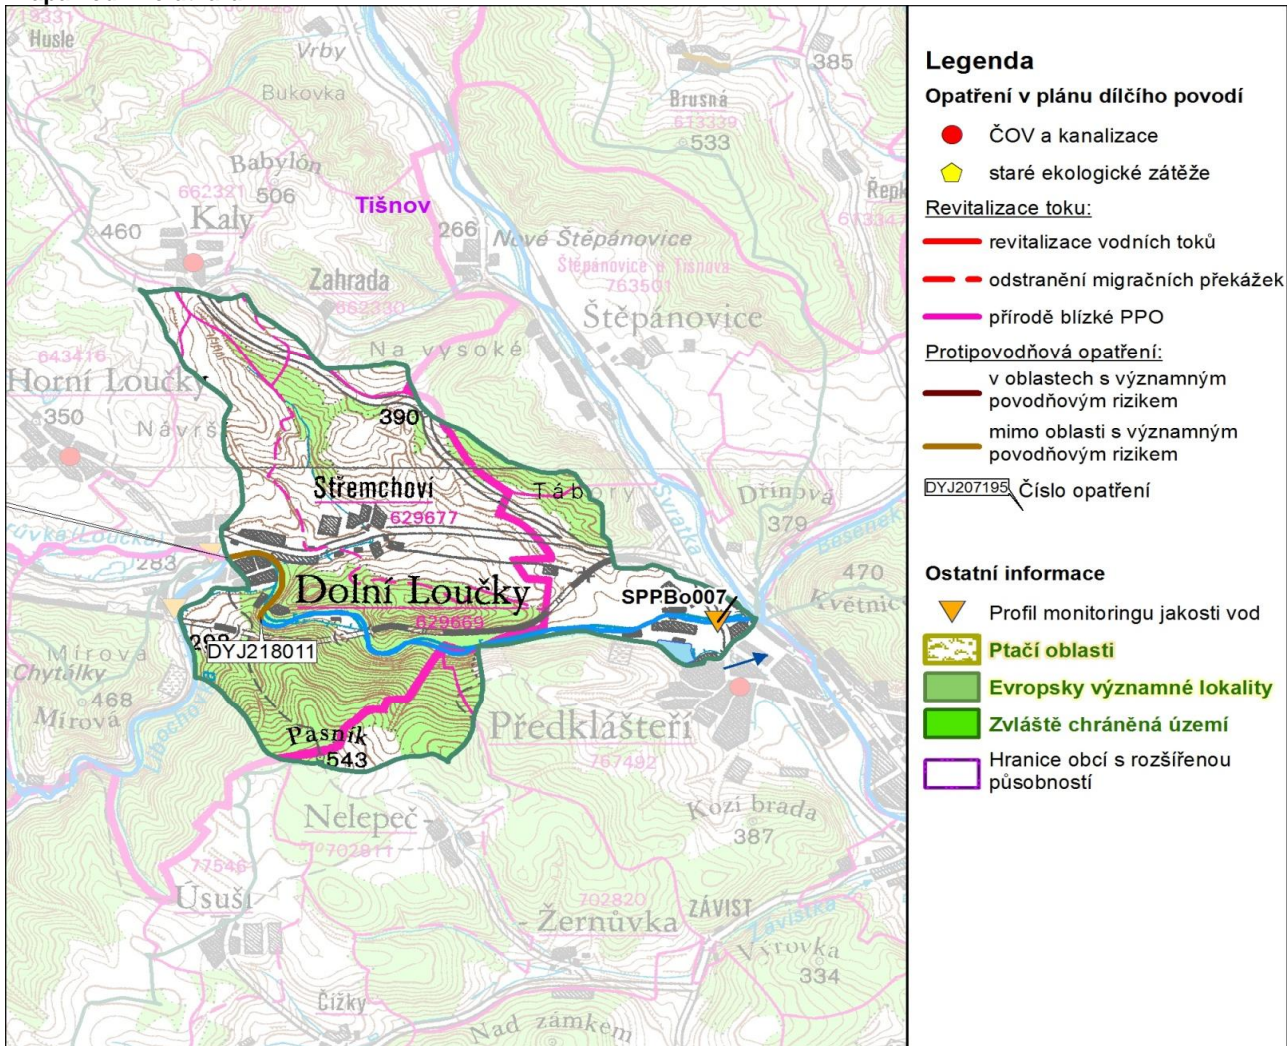 Husle
Vrby
385
Bukovka
Brusná
613339
533
Babylón
662321
506
Kaly
Tišnov
460
266
Nové Štěpánovice
Štěpánovice u Tišnova
763501
Zahrada
662330
Štěpánovice
643416
Na vysoké
Horní Loučky
350
390
Střemchoví
629677
Tábory
Dřínová
379
Svratka
283
Dolní Loučky
629669
SPPBo007
470
Květnice
DYJ218011
Mírova
Chytálky
468
Mírova
Libochovka
Pasník
543
Předklášteří
767492
Nelepeč
702811
Kozí brada
387
77546
Úsuší
702820
Žernůvka
ZÁVIST
Závistka
Výrovka
334
Čížky
Nad zámkem
Legenda
Opatření v plánu dílčího povodí
ČOV a kanalizace
staré ekologické zátěže
Revitalizace toku:
revitalizace vodních toků
odstranění migračních překážek
přírodě blízké PPO
Protipovodňová opatření:
v oblastech s významným
povodňovým rizikem
mimo oblasti s významným
povodňovým rizikem
DYJ207195
Číslo opatření
Ostatní informace
Profil monitoringu jakosti vod
Ptačí oblasti
Evropsky významné lokality
Zvláště chráněná území
Hranice obcí s rozšířenou
působností